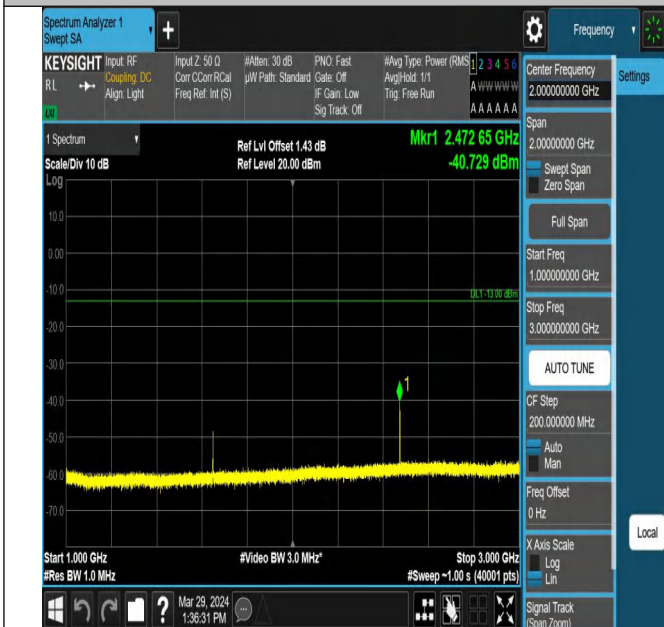 Spectrum Analyzer 1
Swept SA
Frequency
KEYSIGHT
RL
Input: RF
Coupling: DC
Align: Light
Input Z: 50 Ω
Corr CCorr RCal
Freq Ref: Int (S)
#Atten: 30 dB
µW Path: Standard
PNO: Fast
Gate: Off
IF Gain: Low
Sig Track: Off
#Avg Type: Power (RMS
Avg|Hold: 1/1
Trig: Free Run
1 2 3 4 5 6
A W W W W W
A A A A A A
Center Frequency
2.000000000 GHz
Settings
Span
2.00000000 GHz
Swept Span
Zero Span
Full Span
Start Freq
1.000000000 GHz
Stop Freq
3.000000000 GHz
AUTO TUNE
CF Step
200.000000 MHz
Auto
Man
Freq Offset
0 Hz
X Axis Scale
Log
Lin
Signal Track
(Span Zoom)
Local
1 Spectrum
Scale/Div 10 dB
Ref Lvl Offset 1.43 dB
Ref Level 20.00 dBm
Mkr1 2.472 65 GHz
-40.729 dBm
Log
10.0
0.00
-10.0
DL1 -13.00 dBm
-20.0
-30.0
1
-40.0
-50.0
-60.0
-70.0
Start 1.000 GHz
#Video BW 3.0 MHz*
Stop 3.000 GHz
#Res BW 1.0 MHz
#Sweep ~1.00 s (40001 pts)
?
Mar 29, 2024
1:36:31 PM